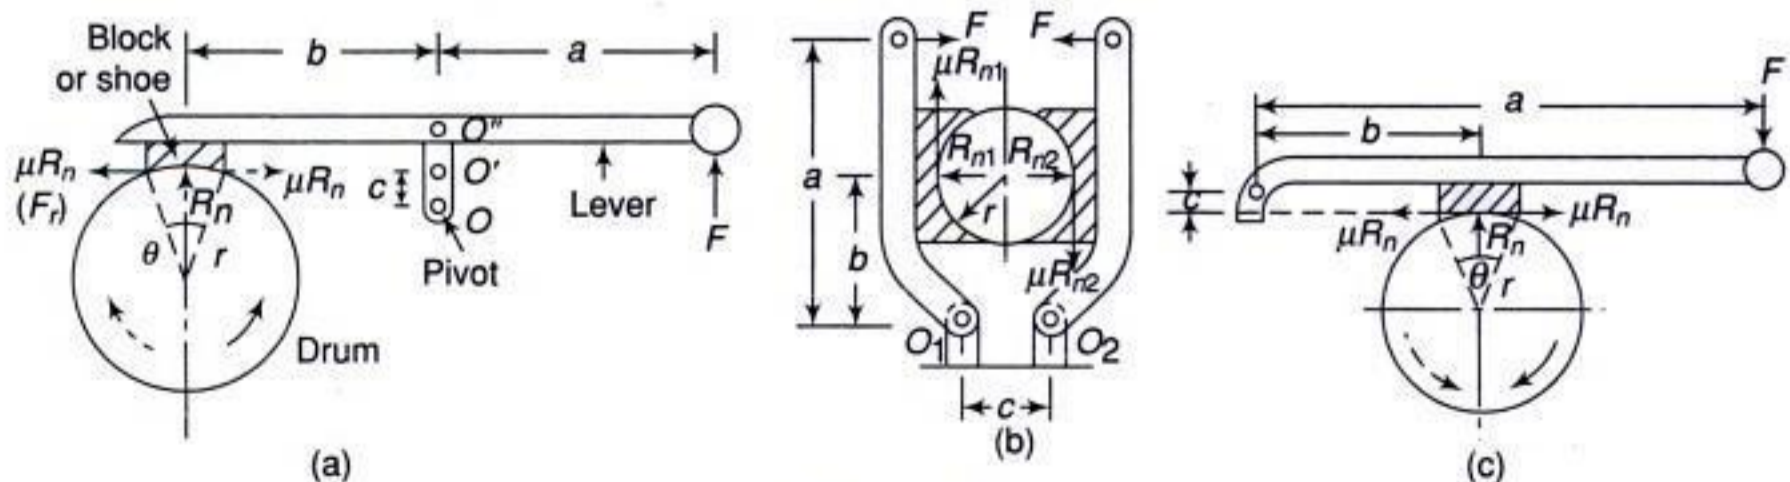 Block
or shoe
b
a
O"
μRn
(Fr)
μRn
c
O'
O
Rn
θ
r
Lever
F
Pivot
Drum
(a)
F
F
μRn1
a
Rn1
Rn2
r
b
μRn2
O1
O2
c
(b)
F
a
b
c
μRn
Rn
μRn
θ
r
(c)